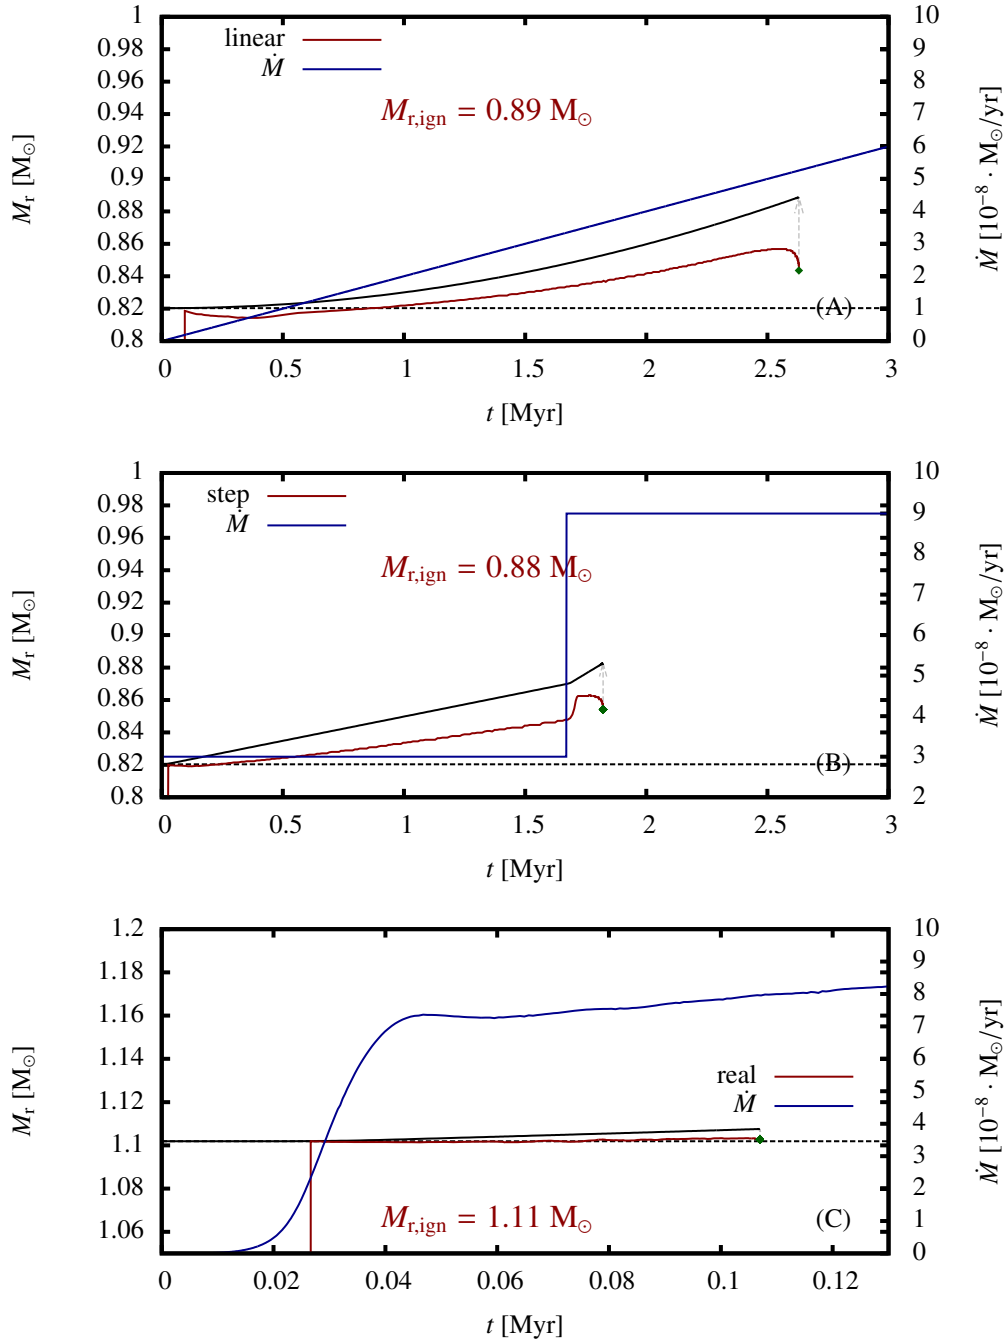 1 10
0.98 9
linear
0.96 8
Ṁ
0.94 7
M_r,ign = 0.89 M_⊙
0.92 6
M_r [M_⊙] 0.9 5 Ṁ [10^-8 · M_⊙/yr]
0.88 4
0.86 3
0.84 2
0.82 1
(A)
0.8 0
0 0.5 1 1.5 2 2.5 3
t [Myr]
1 10
0.98 9
step
0.96 8
Ṁ
0.94 7
M_r,ign = 0.88 M_⊙
0.92
M_r [M_⊙] 0.9 6 Ṁ [10^-8 · M_⊙/yr]
0.88 5
0.86 4
0.84
0.82 3
(B)
0.8 2
0 0.5 1 1.5 2 2.5 3
t [Myr]
1.2 10
1.18 9
1.16 8
7
M_r [M_⊙] 1.14 6 Ṁ [10^-8 · M_⊙/yr]
real
1.12 5
Ṁ
4
1.1 3
1.08 2
M_r,ign = 1.11 M_⊙
(C)
1.06 1
0
0 0.02 0.04 0.06 0.08 0.1 0.12
t [Myr]